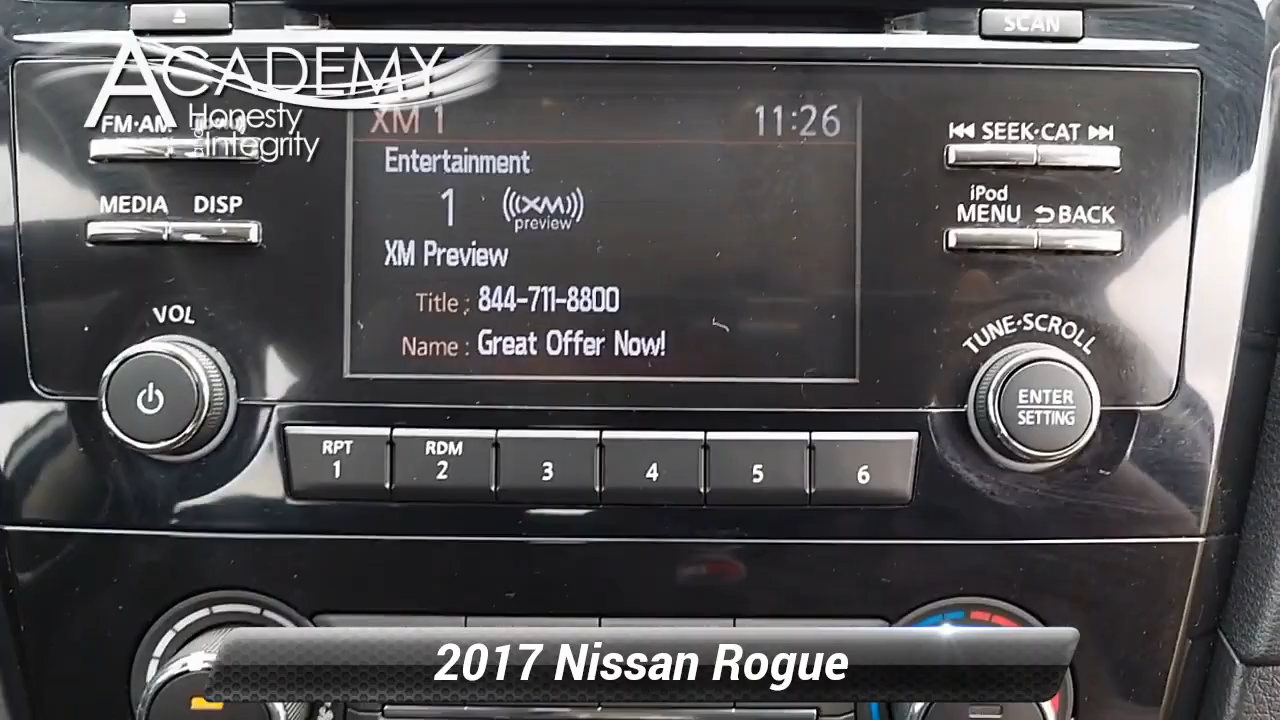 SCAN
ACADEMY
Honesty
and Integrity
FM·AM
XM 1 11:26
SEEK·CAT
Entertainment
1 ((XM)) preview
MEDIA DISP
iPod
MENU BACK
XM Preview
Title : 844-711-8800
Name : Great Offer Now!
VOL
TUNE·SCROLL
ENTER
SETTING
RPT RDM
1 2 3 4 5 6
2017 Nissan Rogue